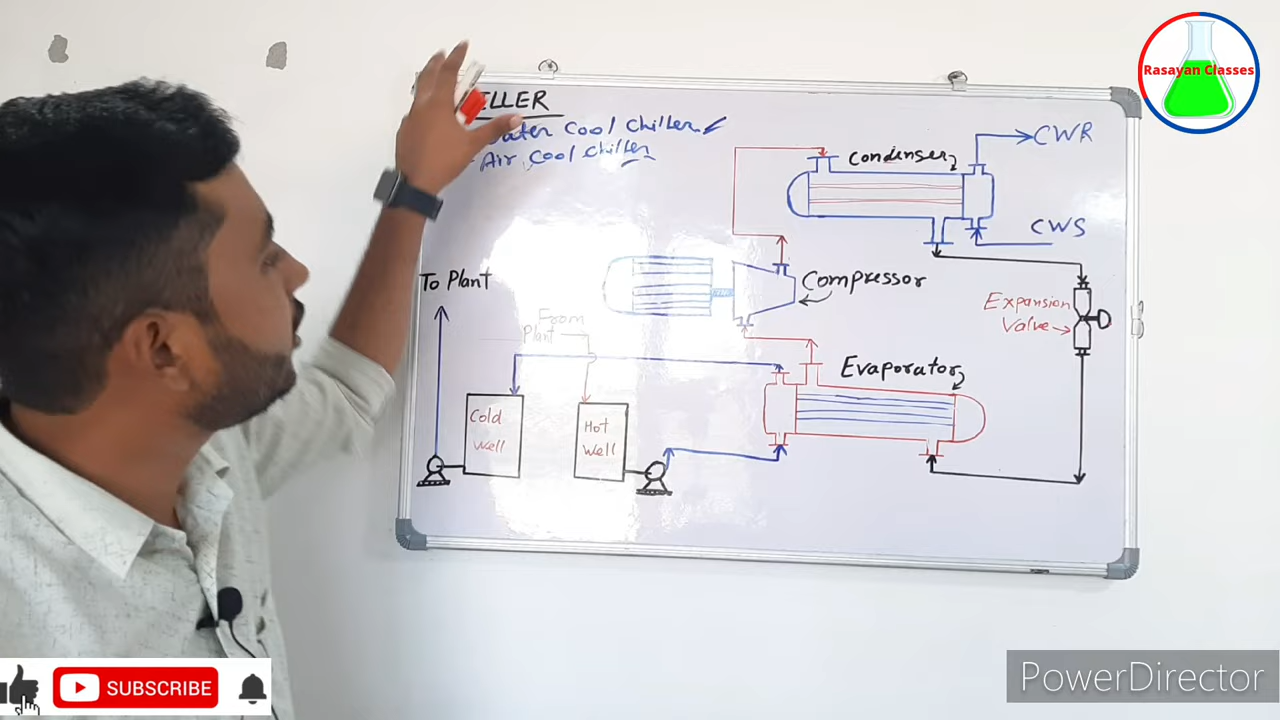 Rasayan Classes
ELLER
Water Cool Chiller
Air Cool Chiller
Condenser
CWR
CWS
To Plant
From
Plant
Compressor
Expansion
Valve
Evaporator
Cold
Well
Hot
Well
SUBSCRIBE
PowerDirector